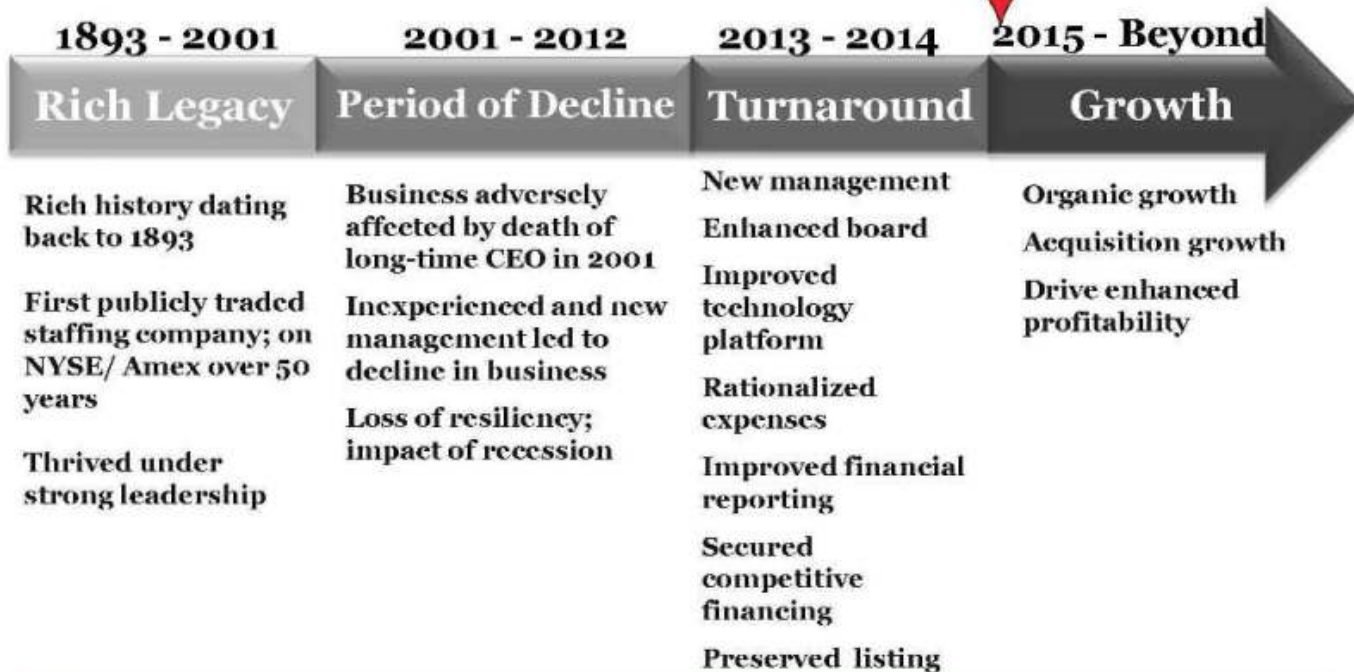 1893 - 2001
Rich Legacy
Rich history dating
back to 1893
First publicly traded
staffing company; on
NYSE/ Amex over 50
years
Thrived under
strong leadership
2001 - 2012
Period of Decline
Business adversely
affected by death of
long-time CEO in 2001
Inexperienced and new
management led to
decline in business
Loss of resiliency;
impact of recession
2013 - 2014
Turnaround
New management
Enhanced board
Improved
technology
platform
Rationalized
expenses
Improved financial
reporting
Secured
competitive
financing
Preserved listing
2015 - Beyond
Growth
Organic growth
Acquisition growth
Drive enhanced
profitability